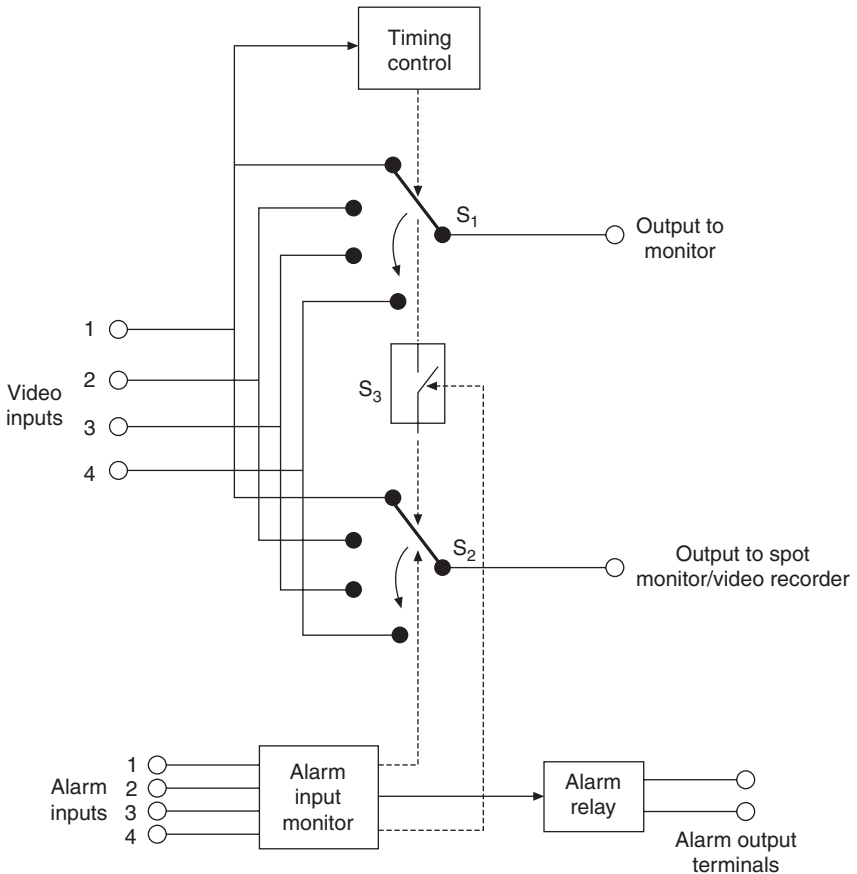 Timing
control
S₁
Output to
monitor
1
2
3
4
Video
inputs
S₃
S₂
Output to spot
monitor/video recorder
Alarm
inputs
1
2
3
4
Alarm
input
monitor
Alarm
relay
Alarm output
terminals